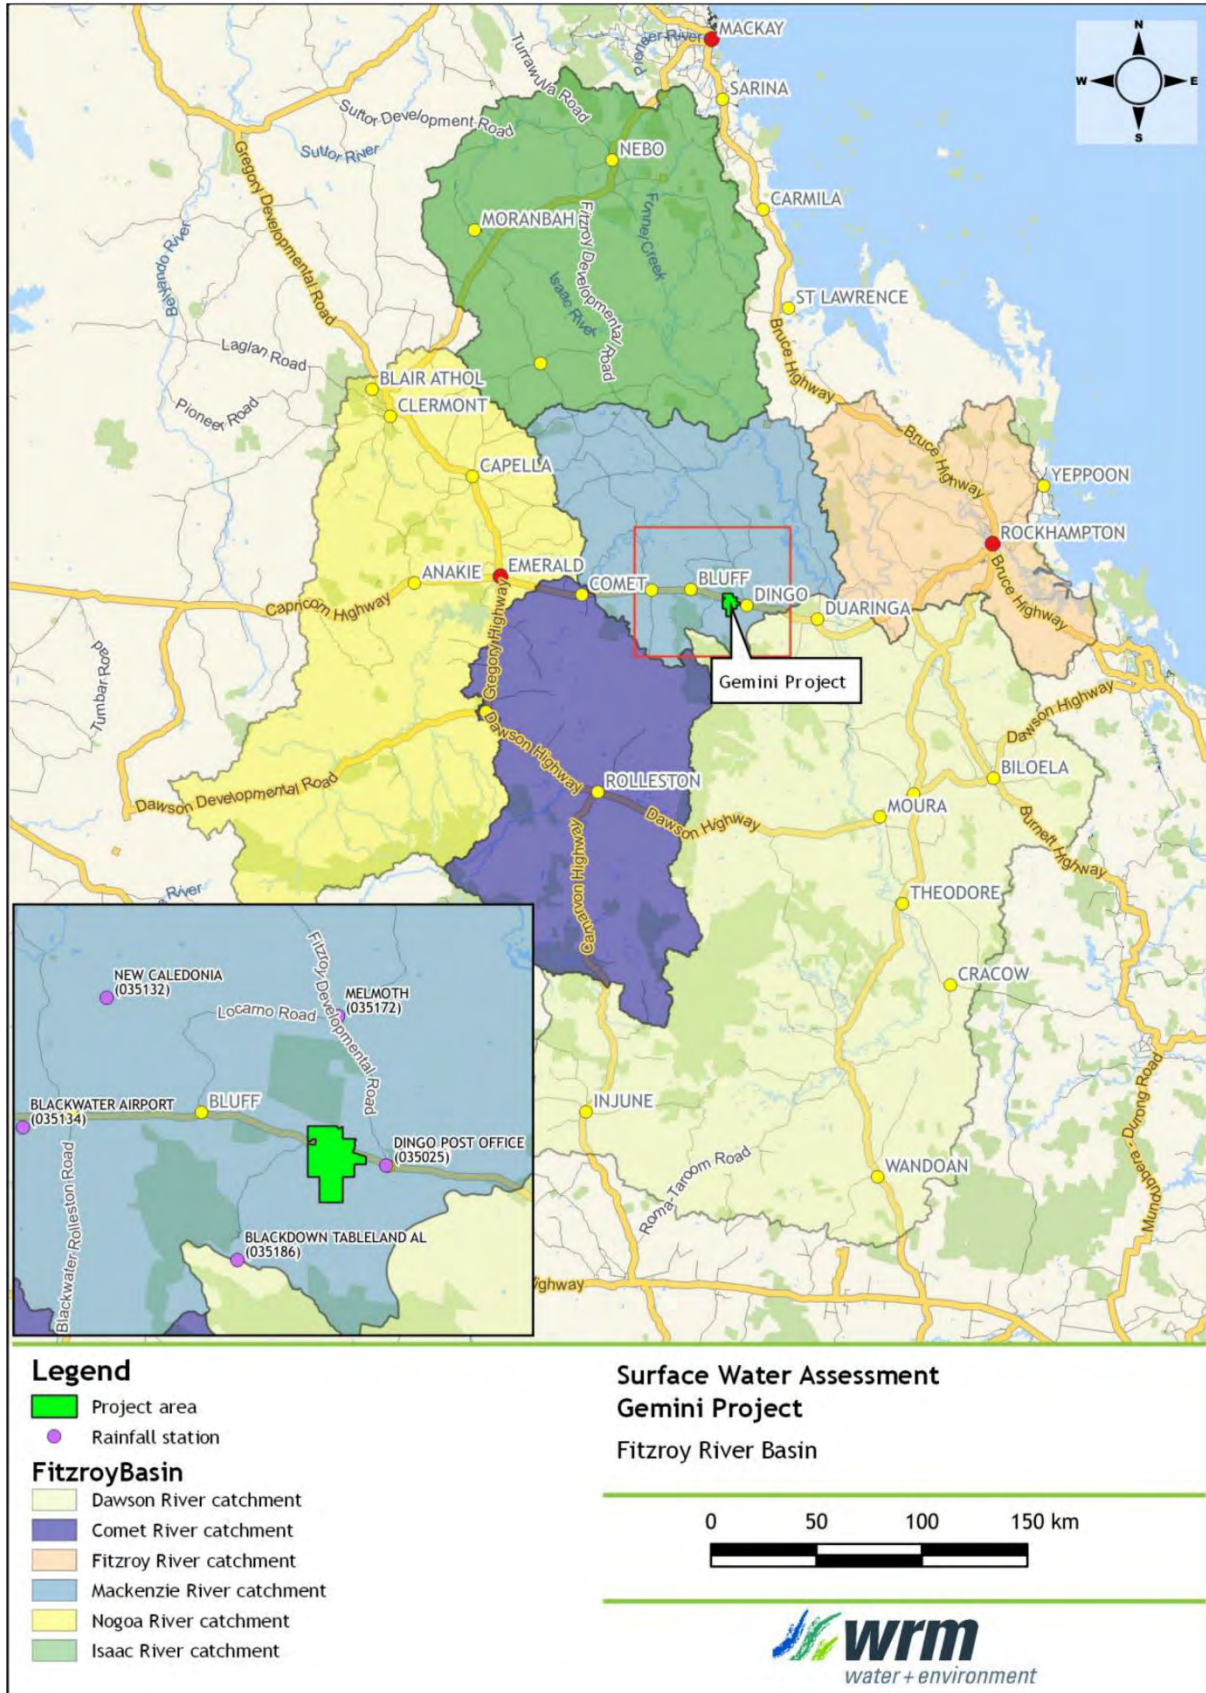 MACKAY
Pioneer River
SARINA
Turrawulla Road
Suttor Development Road
Suttor River
NEBO
N
W
E
S
Gregory Developmental Road
CARMILA
MORANBAH
Fitzroy Developmental Road
Funnel Creek
Belyando River
Isaac River
ST LAWRENCE
Bruce Highway
Laglan Road
BLAIR ATHOL
Pioneer Road
CLERMONT
Bruce Highway
CAPELLA
YEPPOON
ROCKHAMPTON
ANAKIE
EMERALD
COMET
BLUFF
DINGO
DUARINGA
Bruce Highway
Capricorn Highway
Gregory Highway
Tumbar Road
Gemini Project
Dawson Highway
Dawson Highway
BILOELA
Dawson Developmental Road
ROLLESTON
MOURA
Dawson Highway
Burnett Highway
Carnarvon Highway
THEODORE
River
CRACOW
INJUNE
Mundubbera - Durong Road
Roma-Taroom Road
WANDOAN
NEW CALEDONIA
(035132)
Fitzroy Developmental Road
MELMOTH
(035172)
Locarno Road
BLACKWATER AIRPORT
(035134)
BLUFF
DINGO POST OFFICE
(035025)
Blackwater-Rolleston Road
BLACKDOWN TABLELAND AL
(035186)
Legend
Project area
Rainfall station
FitzroyBasin
Dawson River catchment
Comet River catchment
Fitzroy River catchment
Mackenzie River catchment
Nogoa River catchment
Isaac River catchment
Surface Water Assessment
Gemini Project
Fitzroy River Basin
0 50 100 150 km
wrm
water + environment